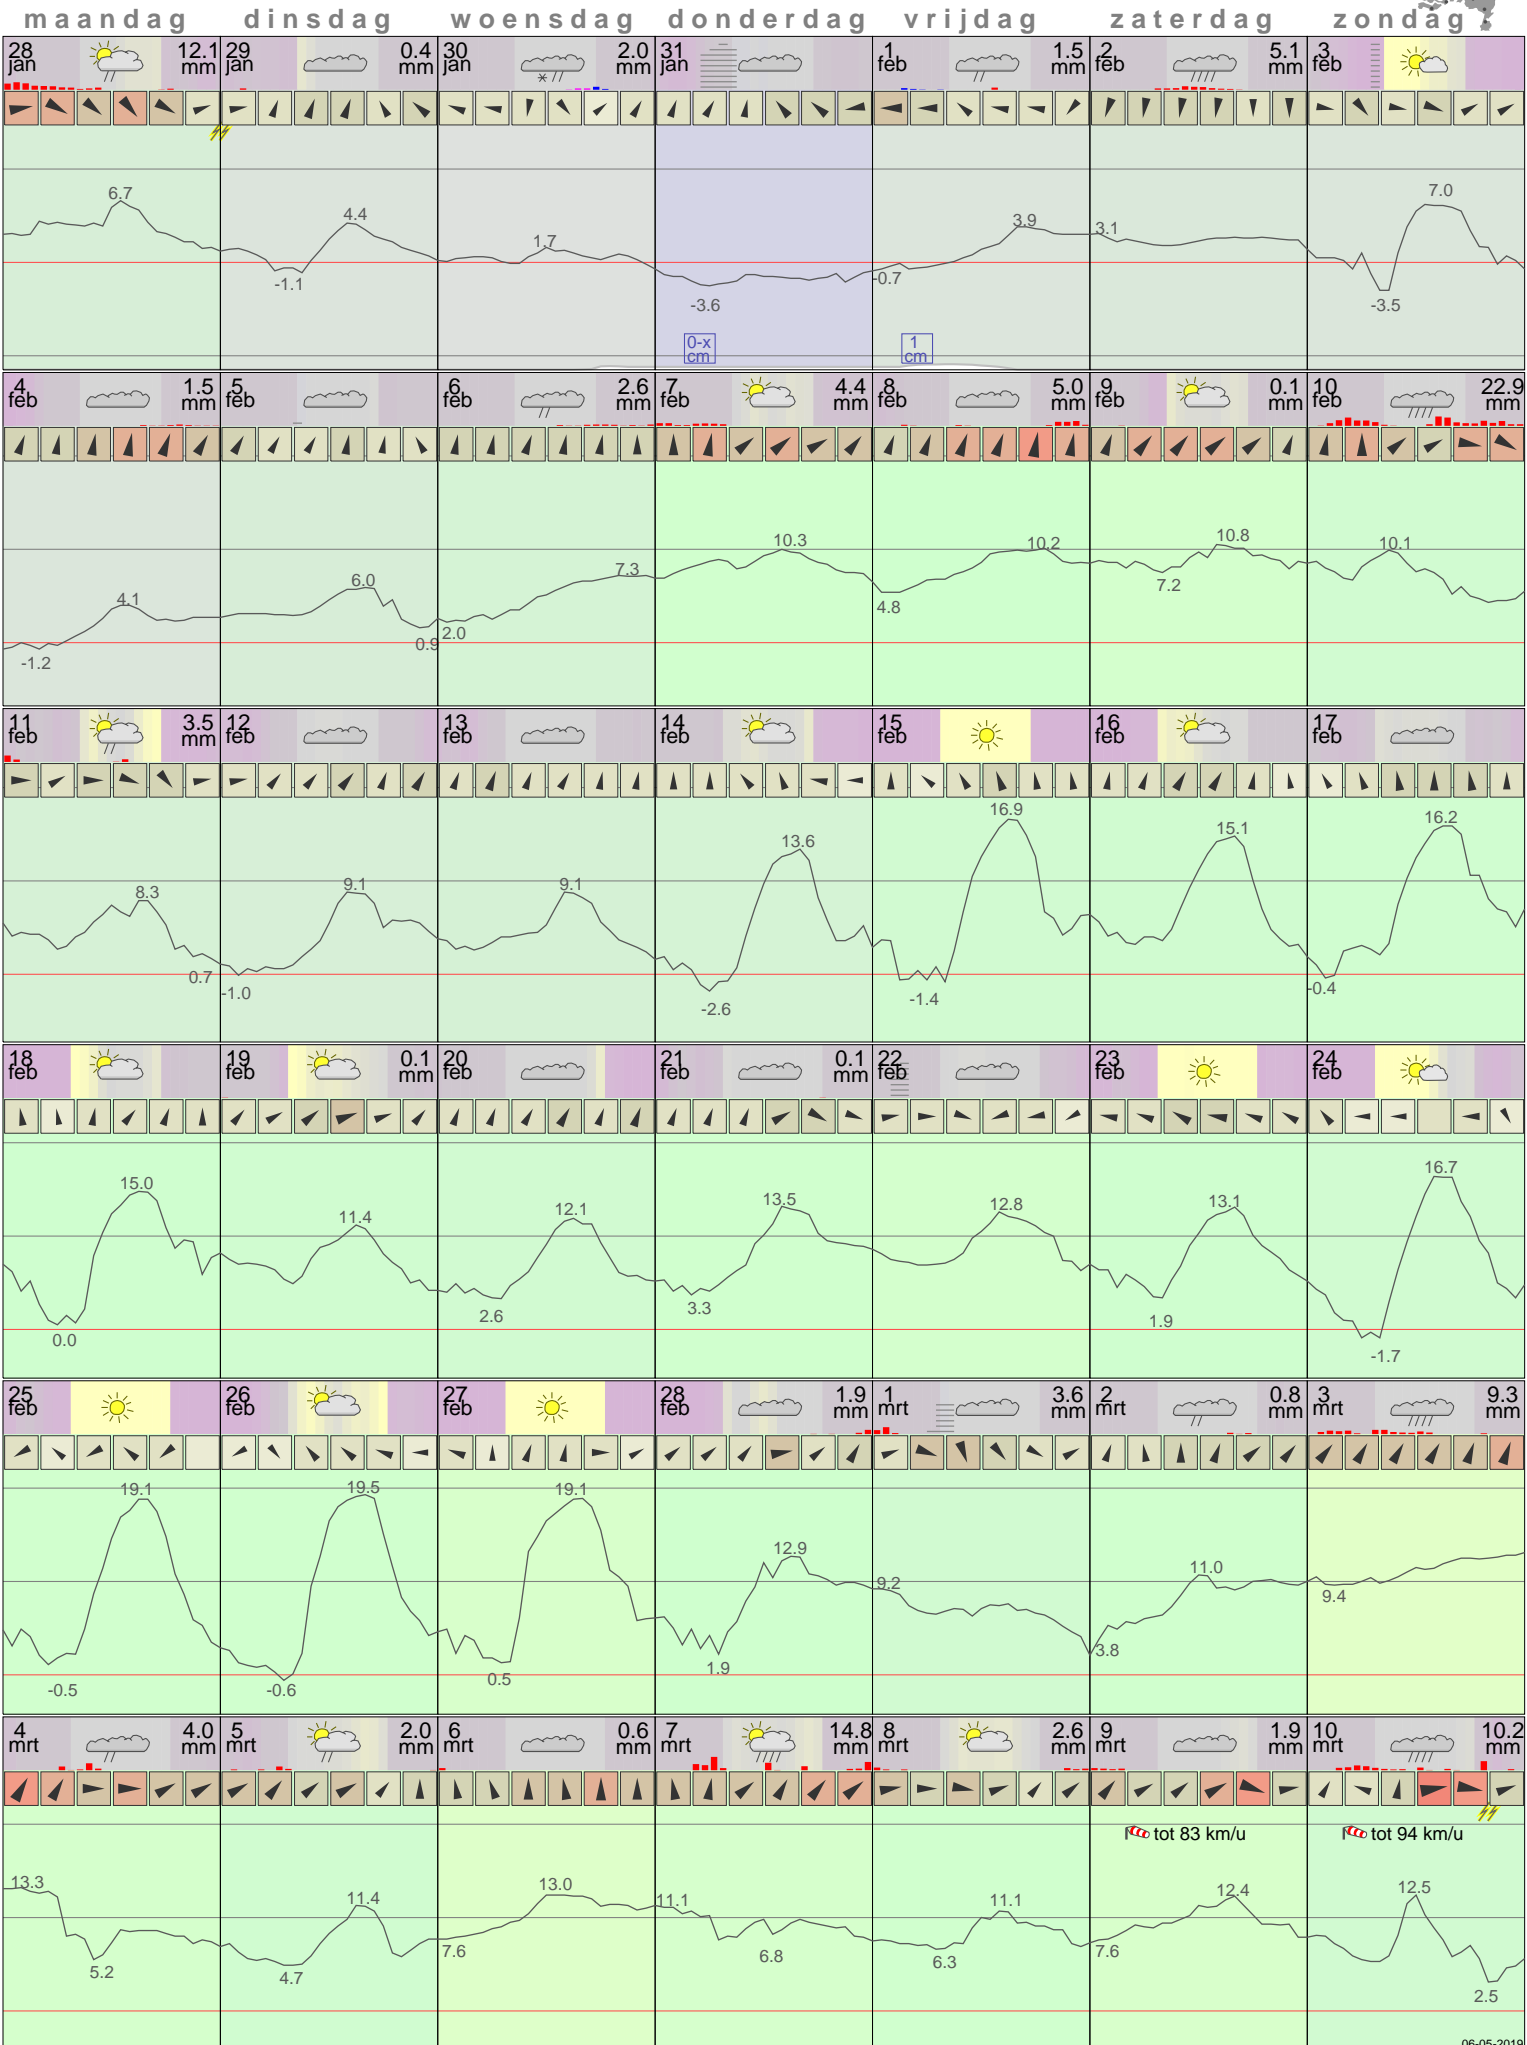 maandag dinsdag woensdag donderdag vrijdag zaterdag zondag
28 jan 12.1 mm 29 jan 0.4 mm 30 jan 2.0 mm 31 jan 1 feb 1.5 mm 2 feb 5.1 mm 3 feb
6.7 -1.1 4.4 1.7 -3.6 -0.7 3.9 3.1 -3.5 7.0
0-x cm 1 cm
4 feb 1.5 mm 5 feb 6 feb 2.6 mm 7 feb 4.4 mm 8 feb 5.0 mm 9 feb 0.1 mm 10 feb 22.9 mm
-1.2 4.1 6.0 0.9 2.0 7.3 10.3 4.8 10.2 7.2 10.8 10.1
11 feb 3.5 mm 12 feb 13 feb 14 feb 15 feb 16 feb 17 feb
8.3 0.7 -1.0 9.1 9.1 -2.6 13.6 -1.4 16.9 15.1 -0.4 16.2
18 feb 19 feb 0.1 mm 20 feb 21 feb 0.1 mm 22 feb 23 feb 24 feb
0.0 15.0 11.4 2.6 12.1 3.3 13.5 12.8 1.9 13.1 -1.7 16.7
25 feb 26 feb 27 feb 28 feb 1.9 mm 1 mrt 3.6 mm 2 mrt 0.8 mm 3 mrt 9.3 mm
-0.5 19.1 -0.6 19.5 0.5 19.1 1.9 12.9 9.2 3.8 11.0 9.4
4 mrt 4.0 mm 5 mrt 2.0 mm 6 mrt 0.6 mm 7 mrt 14.8 mm 8 mrt 2.6 mm 9 mrt 1.9 mm 10 mrt 10.2 mm
tot 83 km/u tot 94 km/u
13.3 5.2 4.7 11.4 7.6 13.0 11.1 6.8 6.3 11.1 7.6 12.4 12.5 2.5
06-05-2019